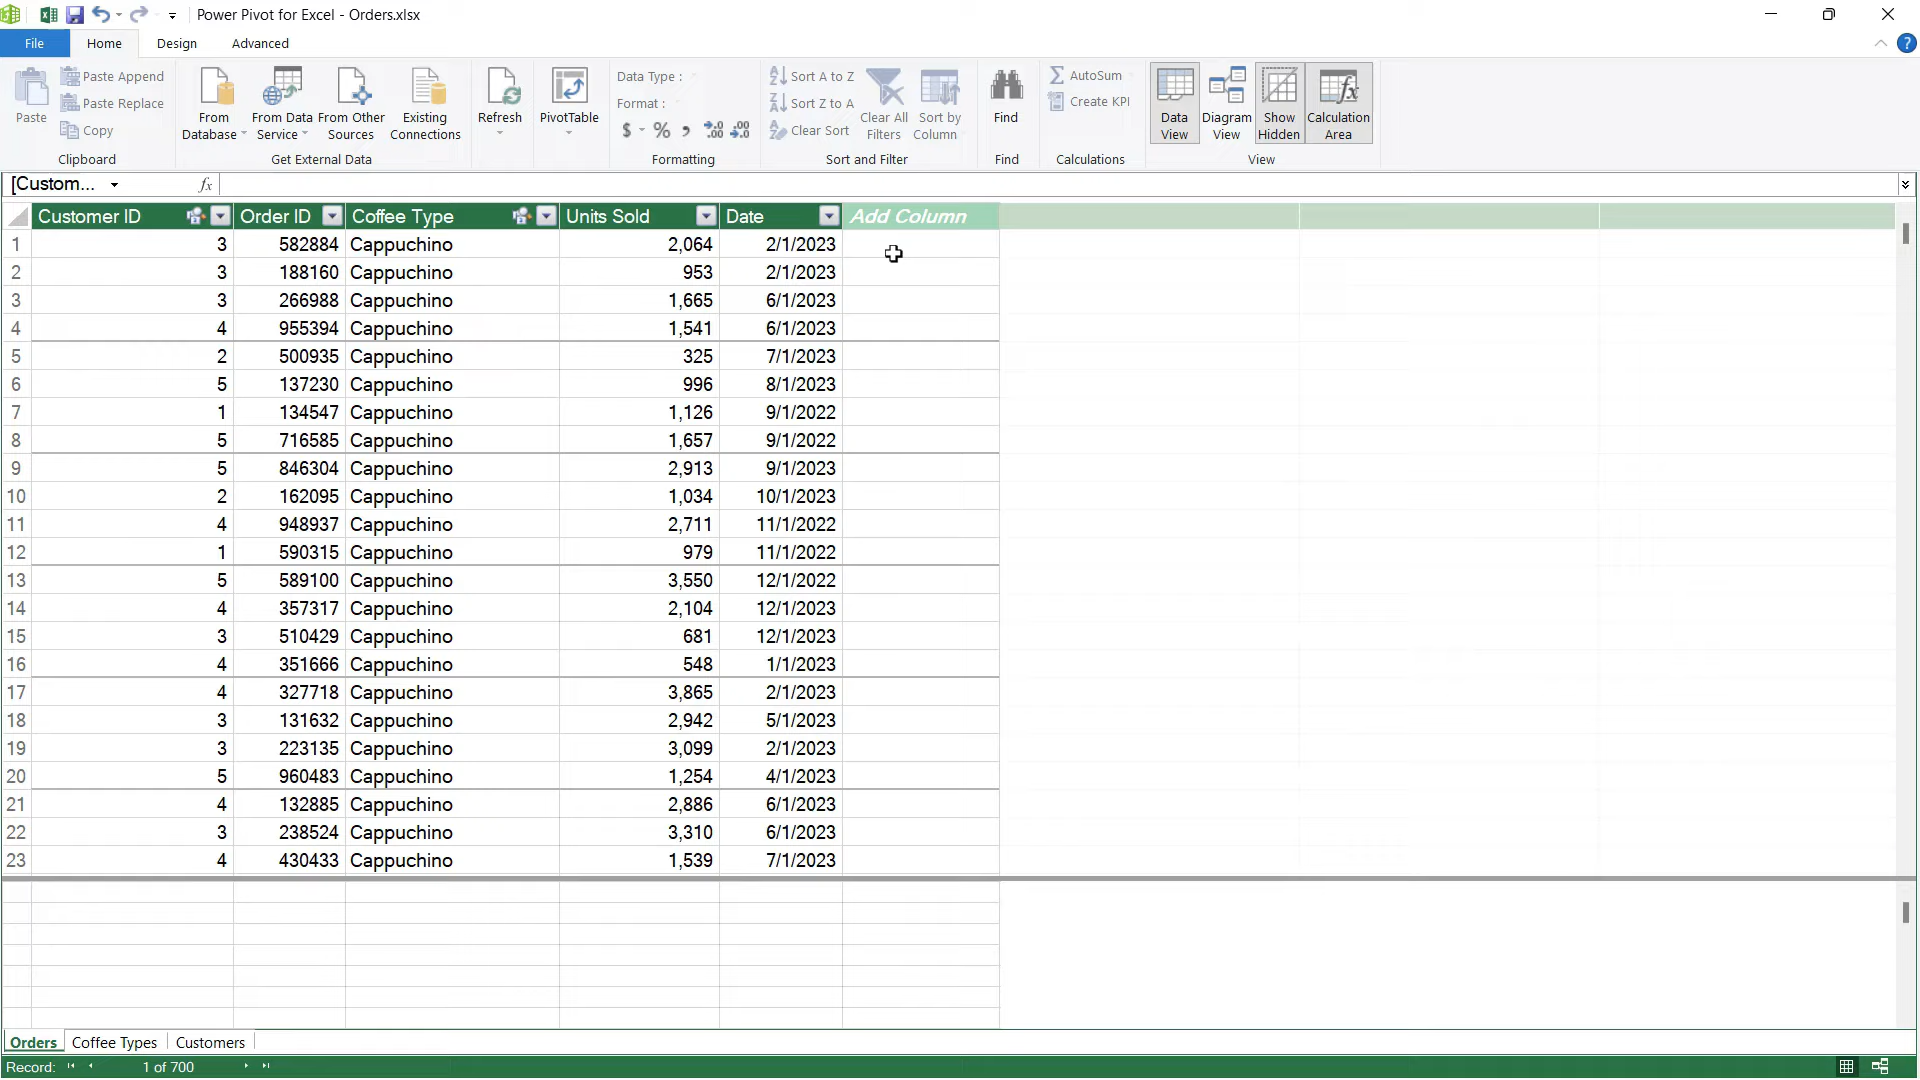 Power Pivot for Excel - Orders.xlsx
File Home Design Advanced
Paste
Paste Append
Paste Replace
Copy
Clipboard
From Database
From Data Service
From Other Sources
Existing Connections
Get External Data
Refresh
PivotTable
Data Type :
Format :
$ % , .00 .00
Formatting
Sort A to Z
Sort Z to A
Clear Sort
Clear All Filters
Sort by Column
Sort and Filter
Find
Find
AutoSum
Create KPI
Calculations
Data View
Diagram View
Show Hidden
Calculation Area
View
[Custom... fx
Customer ID Order ID Coffee Type Units Sold Date Add Column
1 3 582884 Cappuchino 2,064 2/1/2023
2 3 188160 Cappuchino 953 2/1/2023
3 3 266988 Cappuchino 1,665 6/1/2023
4 4 955394 Cappuchino 1,541 6/1/2023
5 2 500935 Cappuchino 325 7/1/2023
6 5 137230 Cappuchino 996 8/1/2023
7 1 134547 Cappuchino 1,126 9/1/2022
8 5 716585 Cappuchino 1,657 9/1/2022
9 5 846304 Cappuchino 2,913 9/1/2023
10 2 162095 Cappuchino 1,034 10/1/2023
11 4 948937 Cappuchino 2,711 11/1/2022
12 1 590315 Cappuchino 979 11/1/2022
13 5 589100 Cappuchino 3,550 12/1/2022
14 4 357317 Cappuchino 2,104 12/1/2023
15 3 510429 Cappuchino 681 12/1/2023
16 4 351666 Cappuchino 548 1/1/2023
17 4 327718 Cappuchino 3,865 2/1/2023
18 3 131632 Cappuchino 2,942 5/1/2023
19 3 223135 Cappuchino 3,099 2/1/2023
20 5 960483 Cappuchino 1,254 4/1/2023
21 4 132885 Cappuchino 2,886 6/1/2023
22 3 238524 Cappuchino 3,310 6/1/2023
23 4 430433 Cappuchino 1,539 7/1/2023
Orders Coffee Types Customers
Record: 1 of 700